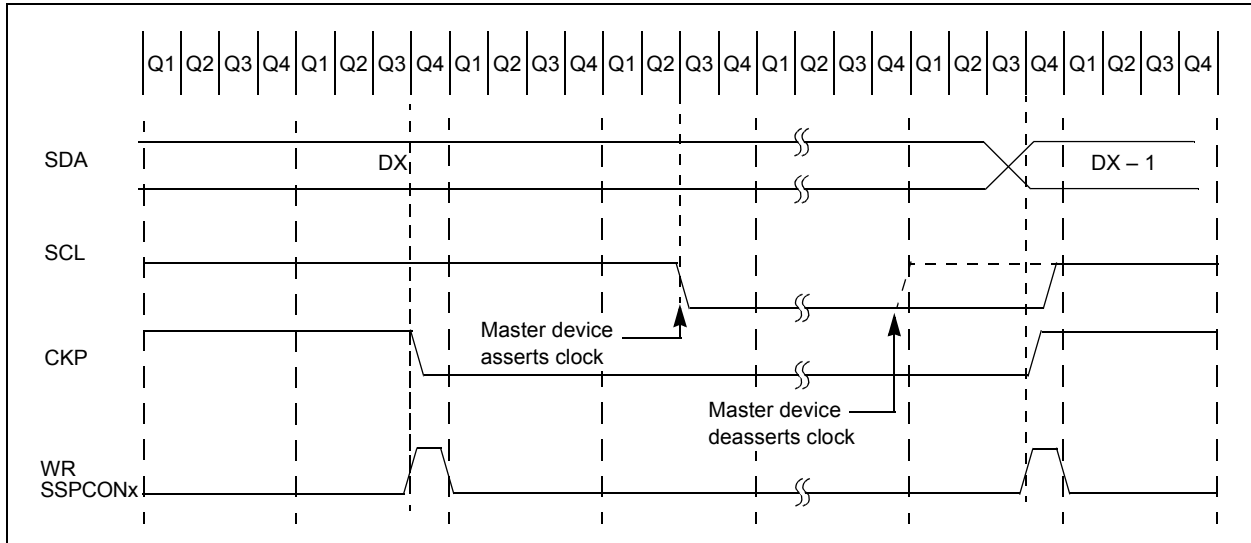 Q1 Q2 Q3 Q4 Q1 Q2 Q3 Q4 Q1 Q2 Q3 Q4 Q1 Q2 Q3 Q4 Q1 Q2 Q3 Q4 Q1 Q2 Q3 Q4 Q1 Q2 Q3 Q4
SDA
DX
DX – 1
SCL
Master device
asserts clock
CKP
Master device
deasserts clock
WR
SSPCONx